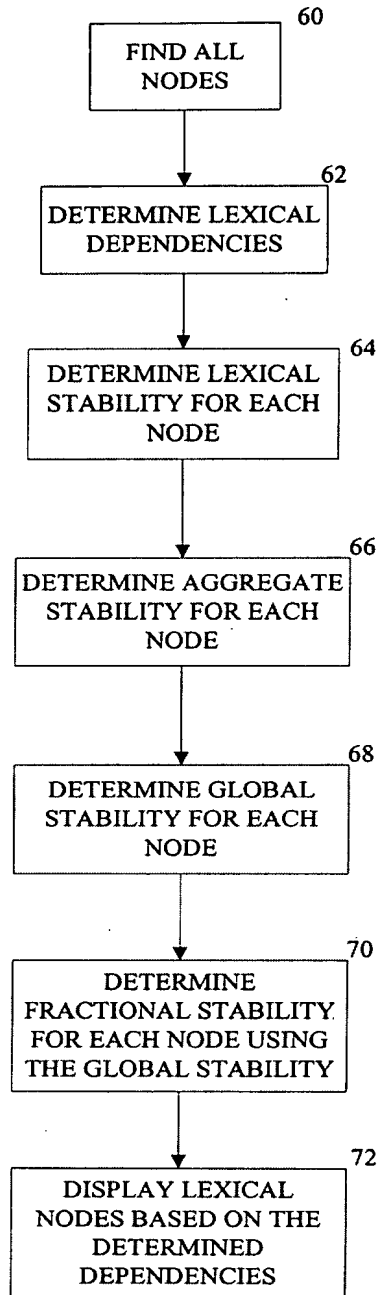 60
FIND ALL
NODES
62
DETERMINE LEXICAL
DEPENDENCIES
64
DETERMINE LEXICAL
STABILITY FOR EACH
NODE
66
DETERMINE AGGREGATE
STABILITY FOR EACH
NODE
68
DETERMINE GLOBAL
STABILITY FOR EACH
NODE
70
DETERMINE
FRACTIONAL STABILITY
FOR EACH NODE USING
THE GLOBAL STABILITY
72
DISPLAY LEXICAL
NODES BASED ON THE
DETERMINED
DEPENDENCIES